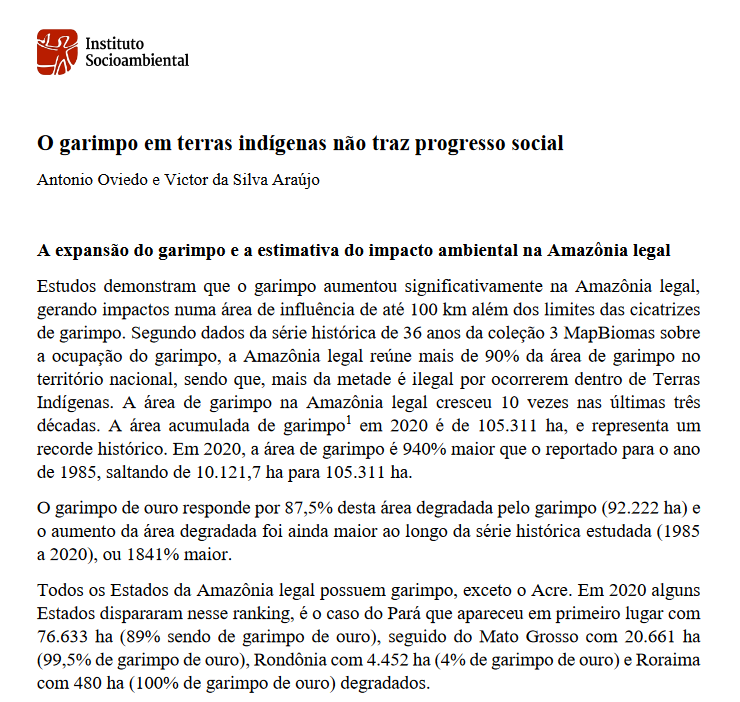 Instituto
Socioambiental
O garimpo em terras indígenas não traz progresso social
Antonio Oviedo e Victor da Silva Araújo
A expansão do garimpo e a estimativa do impacto ambiental na Amazônia legal
Estudos demonstram que o garimpo aumentou significativamente na Amazônia legal,
gerando impactos numa área de influência de até 100 km além dos limites das cicatrizes
de garimpo. Segundo dados da série histórica de 36 anos da coleção 3 MapBiomas sobre
a ocupação do garimpo, a Amazônia legal reúne mais de 90% da área de garimpo no
território nacional, sendo que, mais da metade é ilegal por ocorrerem dentro de Terras
Indígenas. A área de garimpo na Amazônia legal cresceu 10 vezes nas últimas três
décadas. A área acumulada de garimpo¹ em 2020 é de 105.311 ha, e representa um
recorde histórico. Em 2020, a área de garimpo é 940% maior que o reportado para o ano
de 1985, saltando de 10.121,7 ha para 105.311 ha.
O garimpo de ouro responde por 87,5% desta área degradada pelo garimpo (92.222 ha) e
o aumento da área degradada foi ainda maior ao longo da série histórica estudada (1985
a 2020), ou 1841% maior.
Todos os Estados da Amazônia legal possuem garimpo, exceto o Acre. Em 2020 alguns
Estados dispararam nesse ranking, é o caso do Pará que apareceu em primeiro lugar com
76.633 ha (89% sendo de garimpo de ouro), seguido do Mato Grosso com 20.661 ha
(99,5% de garimpo de ouro), Rondônia com 4.452 ha (4% de garimpo de ouro) e Roraima
com 480 ha (100% de garimpo de ouro) degradados.